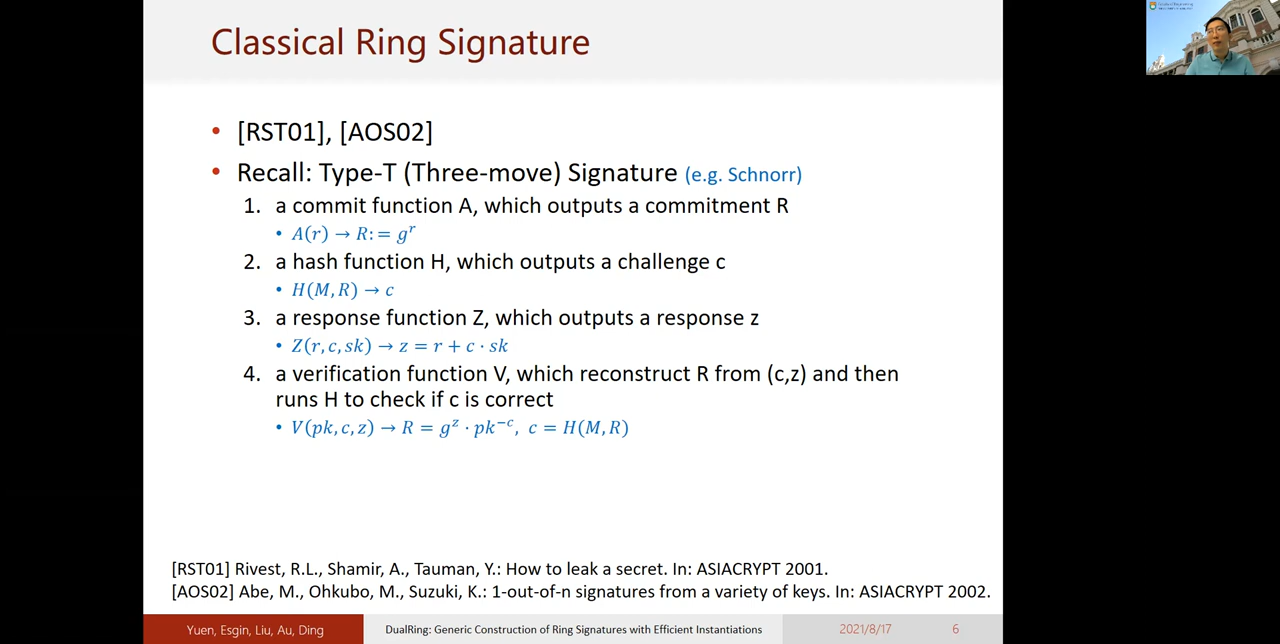 Classical Ring Signature
• [RST01], [AOS02]
• Recall: Type-T (Three-move) Signature (e.g. Schnorr)
1. a commit function A, which outputs a commitment R
• A(r) → R:= g^r
2. a hash function H, which outputs a challenge c
• H(M, R) → c
3. a response function Z, which outputs a response z
• Z(r, c, sk) → z = r + c · sk
4. a verification function V, which reconstruct R from (c,z) and then
runs H to check if c is correct
• V(pk, c, z) → R = g^z · pk^−c, c = H(M, R)
[RST01] Rivest, R.L., Shamir, A., Tauman, Y.: How to leak a secret. In: ASIACRYPT 2001.
[AOS02] Abe, M., Ohkubo, M., Suzuki, K.: 1-out-of-n signatures from a variety of keys. In: ASIACRYPT 2002.
Yuen, Esgin, Liu, Au, Ding
DualRing: Generic Construction of Ring Signatures with Efficient Instantiations
2021/8/17
6